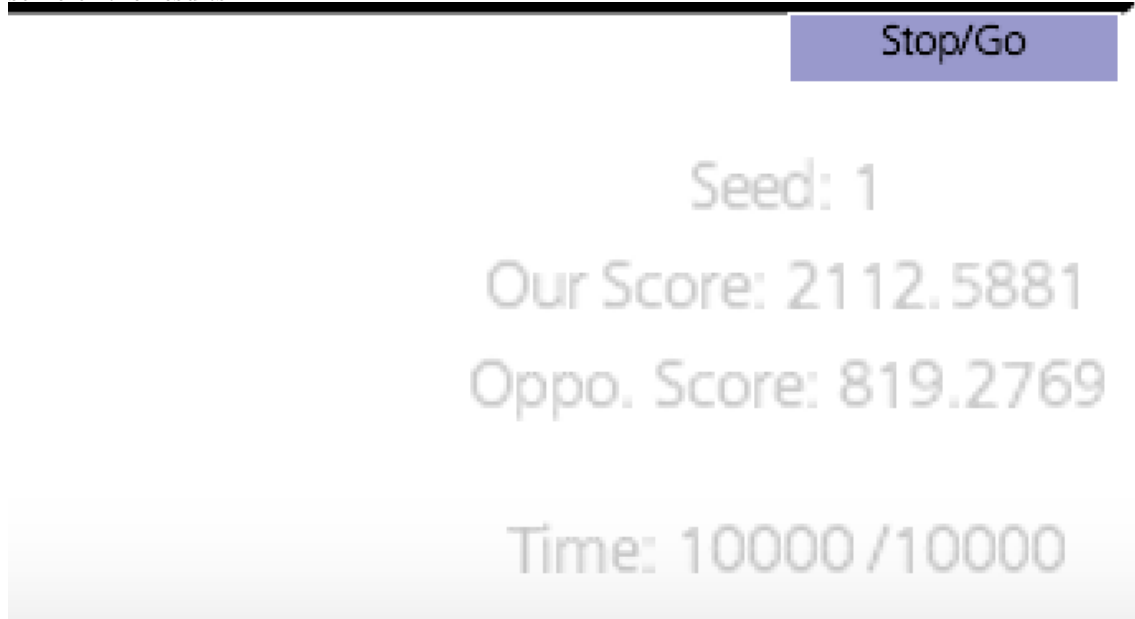 Stop/Go
Seed: 1
Our Score: 2112.5881
Oppo. Score: 819.2769
Time: 10000 /10000